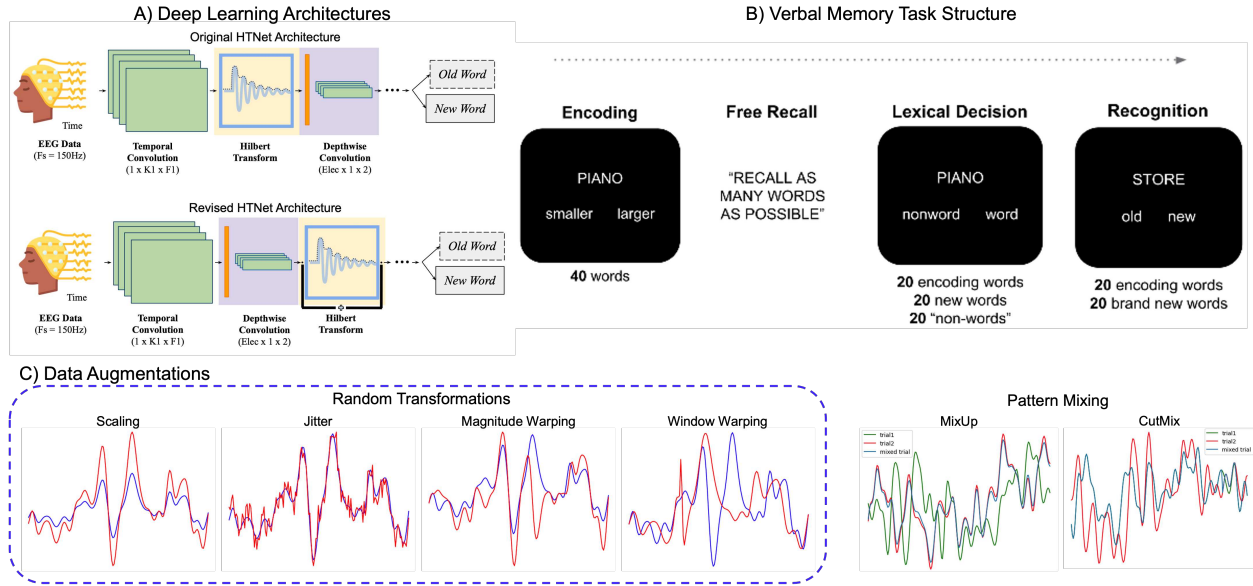 A) Deep Learning Architectures
Original HTNet Architecture
Time
EEG Data
(Fs = 150Hz)
Temporal
Convolution
(1 x K1 x F1)
Hilbert
Transform
Depthwise
Convolution
(Elec x 1 x 2)
Old Word
New Word
Revised HTNet Architecture
Time
EEG Data
(Fs = 150Hz)
Temporal
Convolution
(1 x K1 x F1)
Depthwise
Convolution
(Elec x 1 x 2)
Hilbert
Transform
Old Word
New Word
B) Verbal Memory Task Structure
Encoding
PIANO
smaller larger
40 words
Free Recall
“RECALL AS
MANY WORDS
AS POSSIBLE”
Lexical Decision
PIANO
nonword word
20 encoding words
20 new words
20 “non-words”
Recognition
STORE
old new
20 encoding words
20 brand new words
C) Data Augmentations
Random Transformations
Scaling
Jitter
Magnitude Warping
Window Warping
Pattern Mixing
MixUp
trial1
trial2
mixed trial
CutMix
trial1
trial2
mixed trial